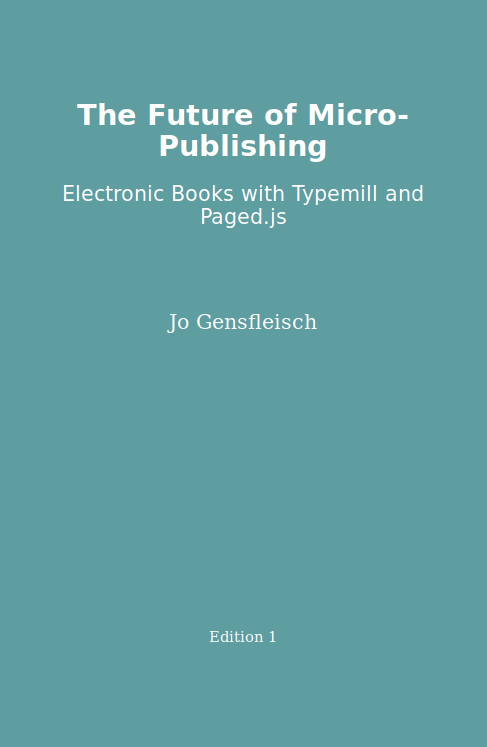 The Future of Micro-
Publishing
Electronic Books with Typemill and
Paged.js
Jo Gensfleisch
Edition 1